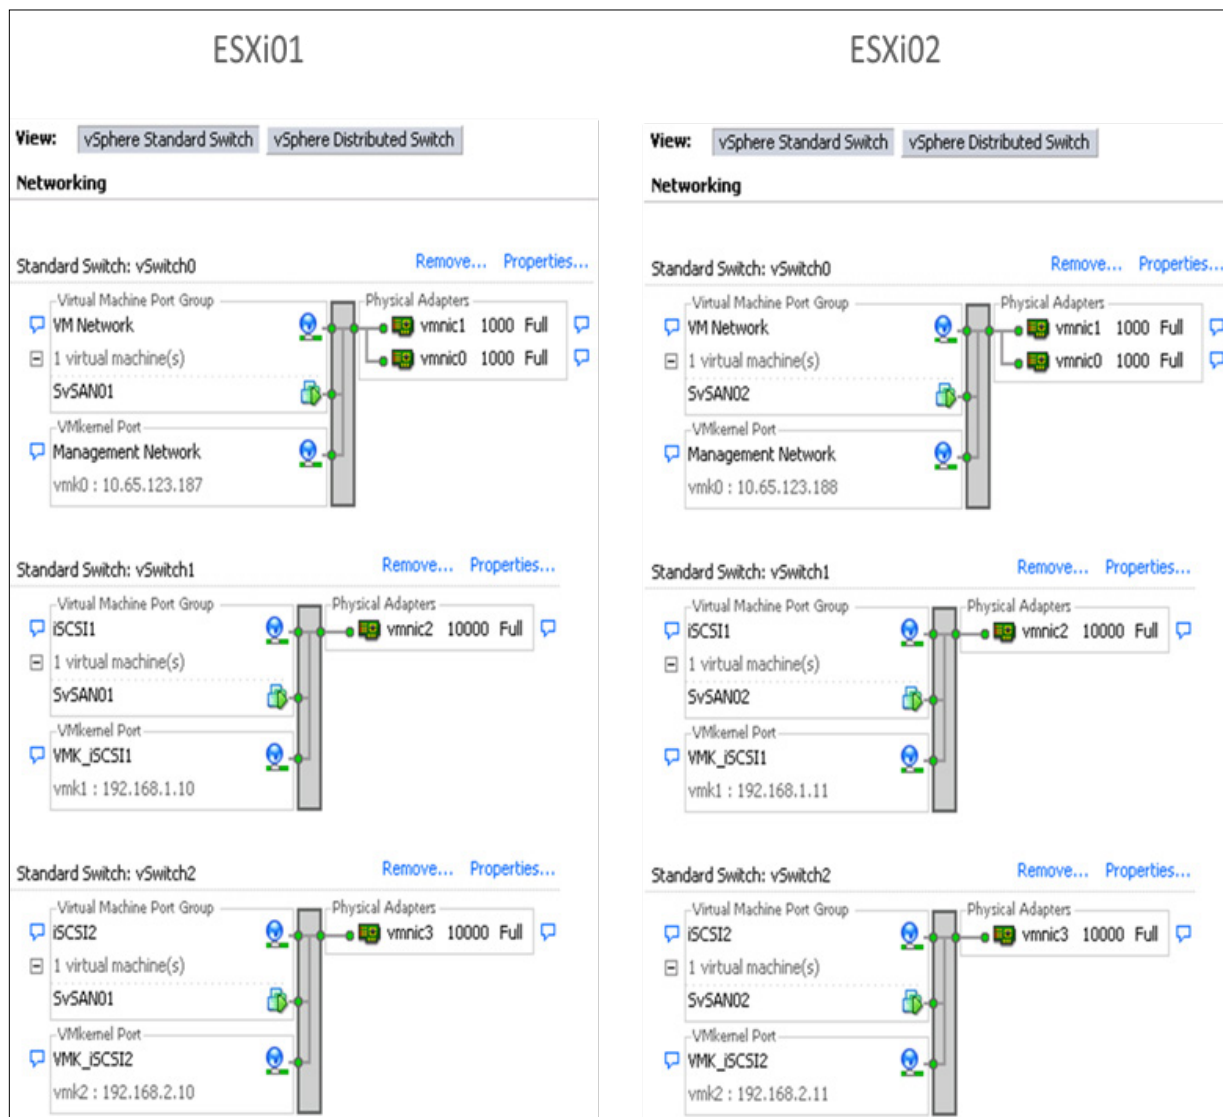 ESXi01
View: vSphere Standard Switch vSphere Distributed Switch
Networking
Standard Switch: vSwitch0 Remove... Properties...
Virtual Machine Port Group Physical Adapters
VM Network vmnic1 1000 Full
1 virtual machine(s) vmnic0 1000 Full
SvSAN01
VMkernel Port
Management Network
vmk0 : 10.65.123.187
Standard Switch: vSwitch1 Remove... Properties...
Virtual Machine Port Group Physical Adapters
iSCSI1 vmnic2 10000 Full
1 virtual machine(s)
SvSAN01
VMkernel Port
VMK_iSCSI1
vmk1 : 192.168.1.10
Standard Switch: vSwitch2 Remove... Properties...
Virtual Machine Port Group Physical Adapters
iSCSI2 vmnic3 10000 Full
1 virtual machine(s)
SvSAN01
VMkernel Port
VMK_iSCSI2
vmk2 : 192.168.2.10
ESXi02
View: vSphere Standard Switch vSphere Distributed Switch
Networking
Standard Switch: vSwitch0 Remove... Properties...
Virtual Machine Port Group Physical Adapters
VM Network vmnic1 1000 Full
1 virtual machine(s) vmnic0 1000 Full
SvSAN02
VMkernel Port
Management Network
vmk0 : 10.65.123.188
Standard Switch: vSwitch1 Remove... Properties...
Virtual Machine Port Group Physical Adapters
iSCSI1 vmnic2 10000 Full
1 virtual machine(s)
SvSAN02
VMkernel Port
VMK_iSCSI1
vmk1 : 192.168.1.11
Standard Switch: vSwitch2 Remove... Properties...
Virtual Machine Port Group Physical Adapters
iSCSI2 vmnic3 10000 Full
1 virtual machine(s)
SvSAN02
VMkernel Port
VMK_iSCSI2
vmk2 : 192.168.2.11